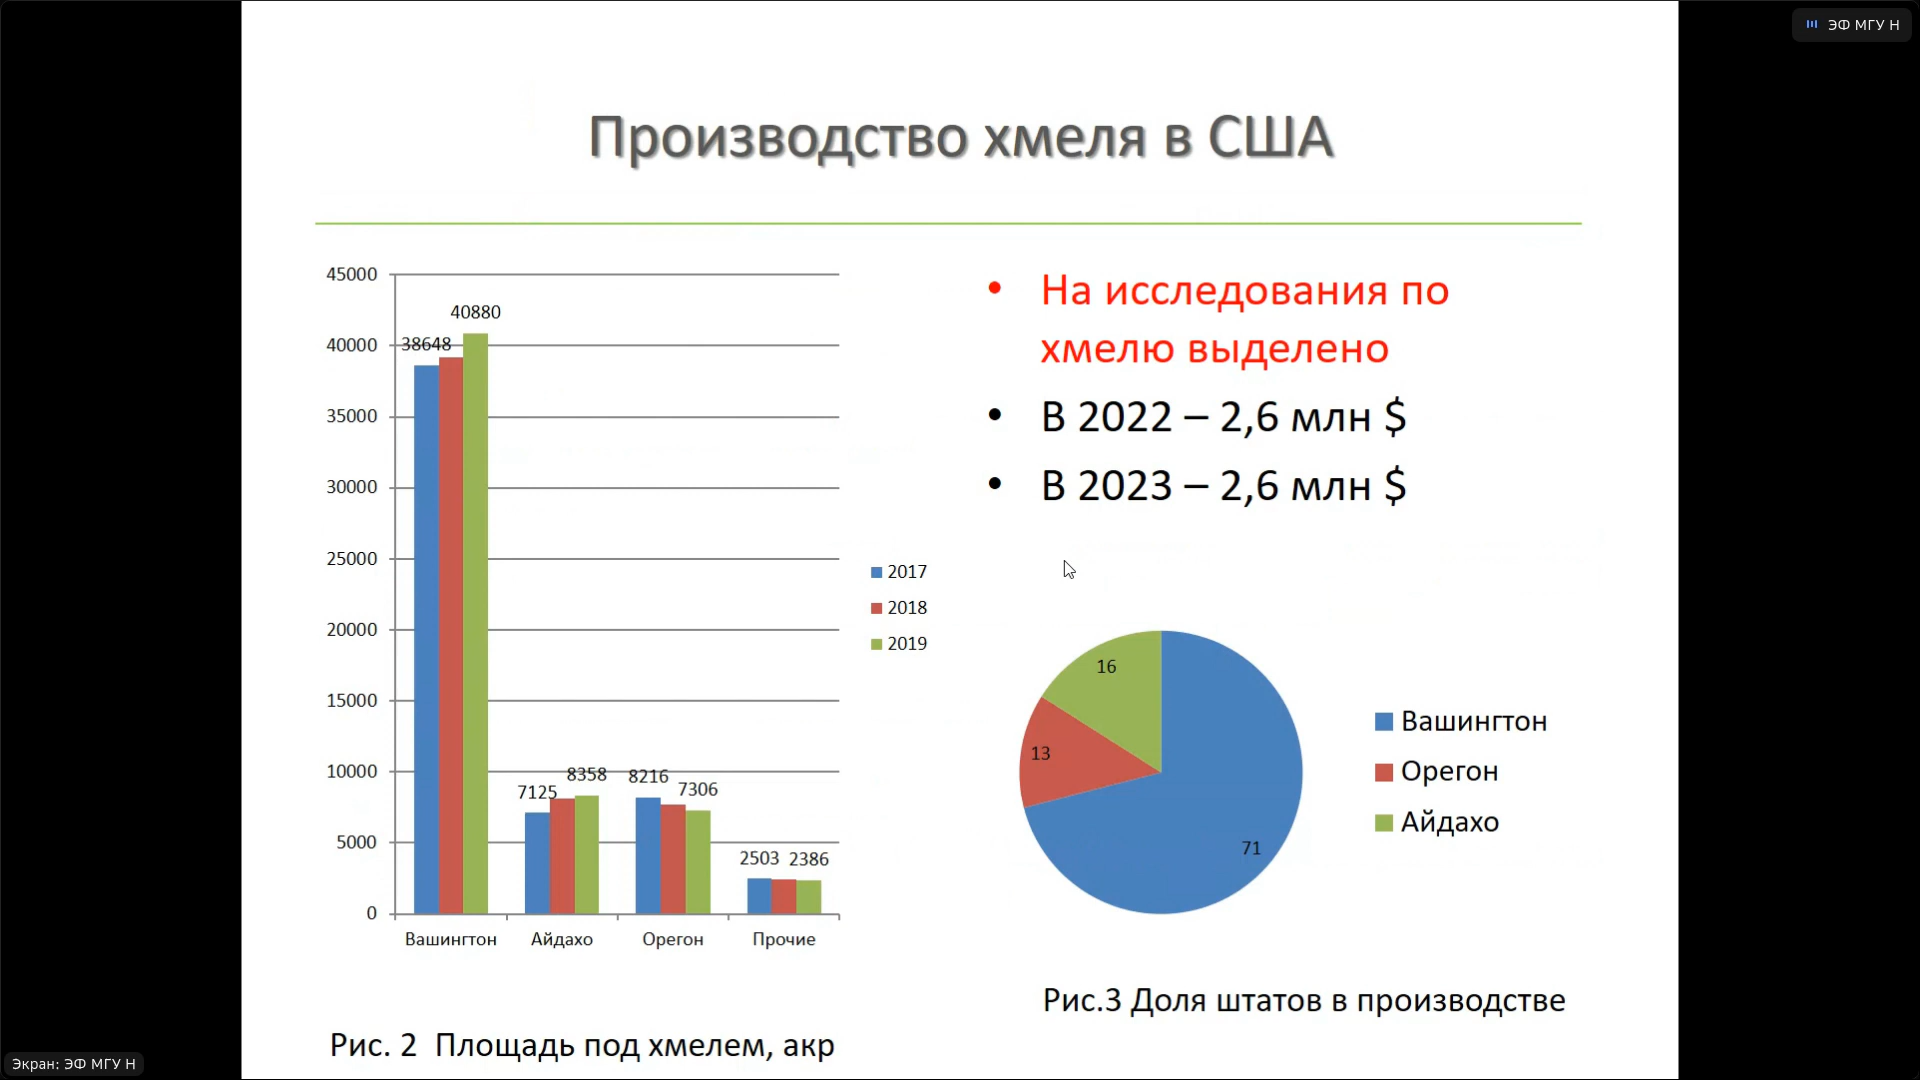 ЭФ МГУ Н
Производство хмеля в США
45000
40000
35000
30000
25000
20000
15000
10000
5000
0
38648
40880
7125
8358
8216
7306
2503
2386
Вашингтон
Айдахо
Орегон
Прочие
2017
2018
2019
Рис. 2 Площадь под хмелем, акр
• На исследования по
хмелю выделено
• В 2022 – 2,6 млн $
• В 2023 – 2,6 млн $
16
13
71
Вашингтон
Орегон
Айдахо
Рис.3 Доля штатов в производстве
Экран: ЭФ МГУ Н